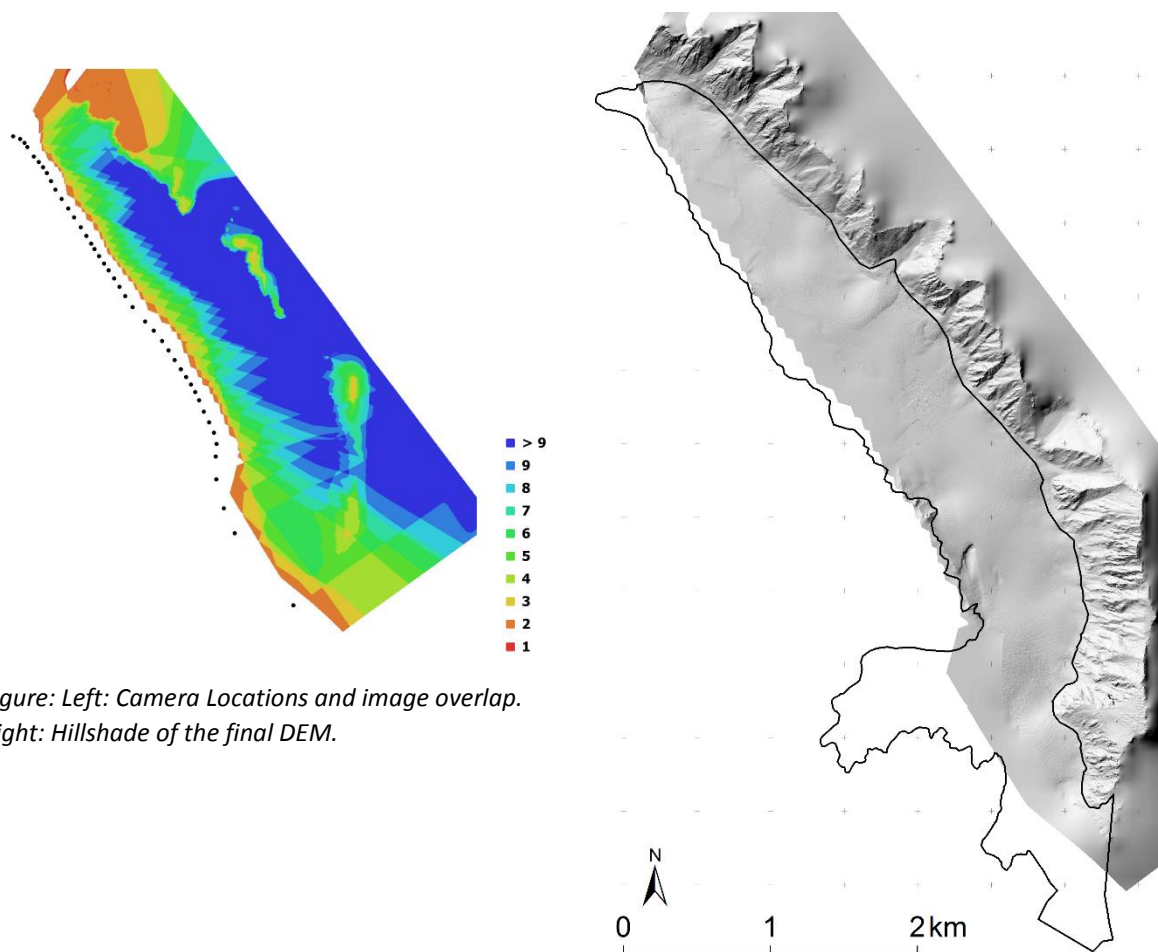 > 9
9
8
7
6
5
4
3
2
1
gure: Left: Camera Locations and image overlap.
ight: Hillshade of the final DEM.
N
0 1 2 km